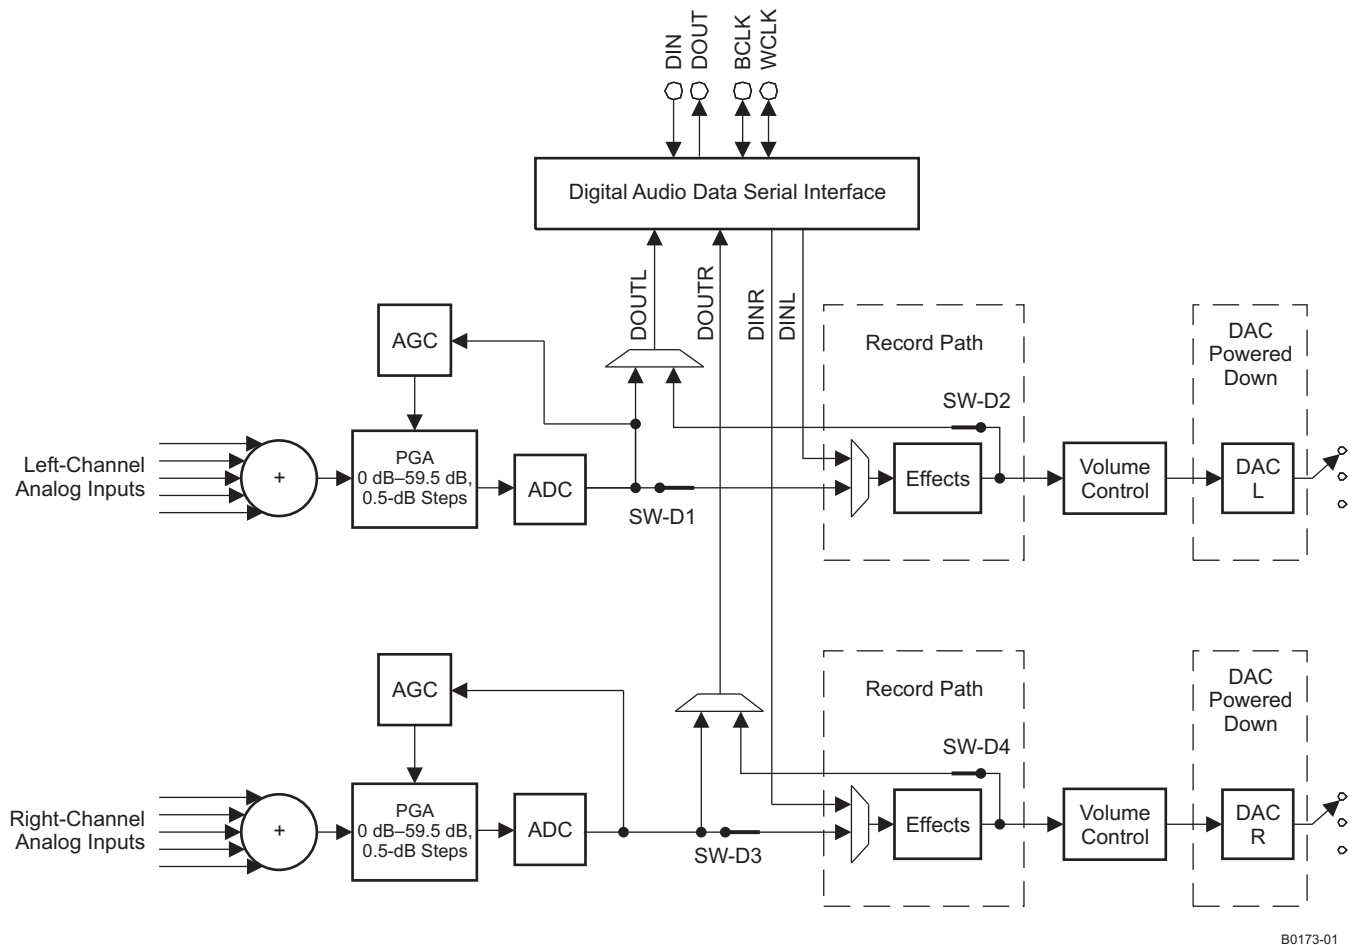 DIN
DOUT
BCLK
WCLK
Digital Audio Data Serial Interface
DOUTL
DOUTR
DINR
DINL
AGC
Record Path
DAC
Powered
Down
SW-D2
Left-Channel
Analog Inputs
+
PGA
0 dB–59.5 dB,
0.5-dB Steps
ADC
SW-D1
Effects
Volume
Control
DAC
L
AGC
Record Path
DAC
Powered
Down
SW-D4
Right-Channel
Analog Inputs
+
PGA
0 dB–59.5 dB,
0.5-dB Steps
ADC
SW-D3
Effects
Volume
Control
DAC
R
B0173-01